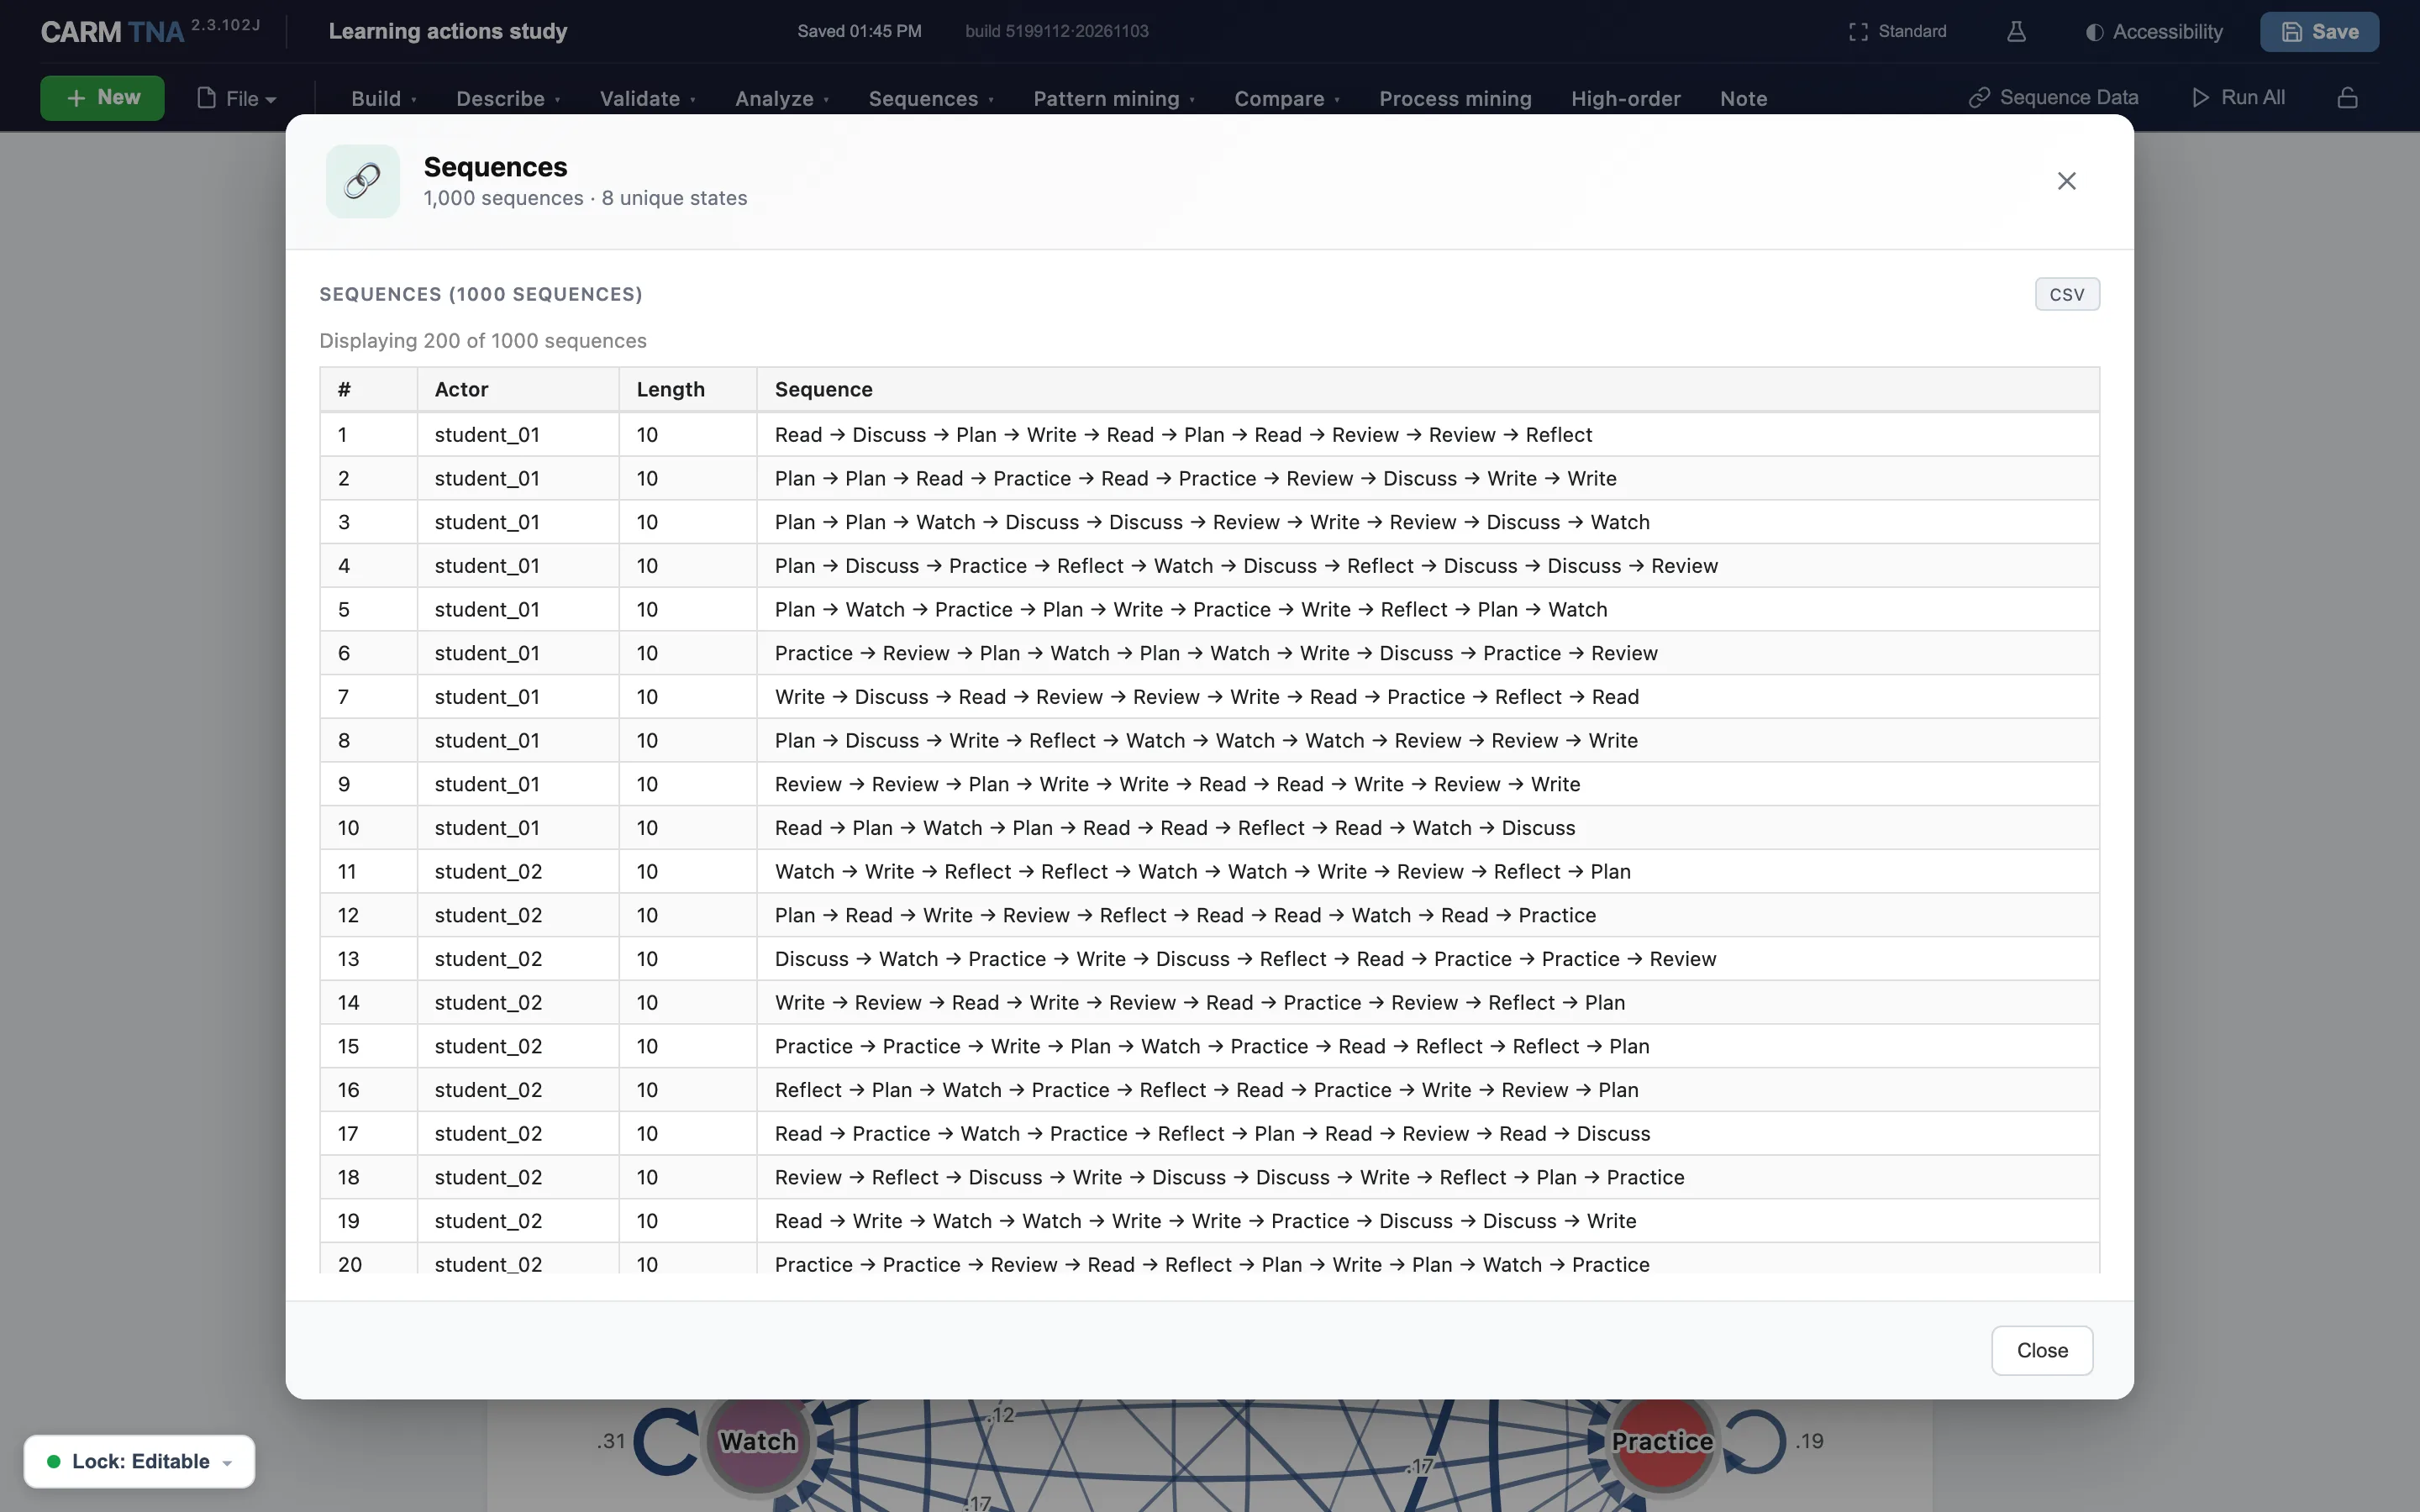 CARM TNA 2.3.102J Learning actions study Saved 01:45 PM build 5199112·20261103 Standard Accessibility Save
+ New File Build Describe Validate Analyze Sequences Pattern mining Compare Process mining High-order Note Sequence Data Run All
Sequences
1,000 sequences · 8 unique states
SEQUENCES (1000 SEQUENCES) CSV
Displaying 200 of 1000 sequences
# Actor Length Sequence
1 student_01 10 Read → Discuss → Plan → Write → Read → Plan → Read → Review → Review → Reflect
2 student_01 10 Plan → Plan → Read → Practice → Read → Practice → Review → Discuss → Write → Write
3 student_01 10 Plan → Plan → Watch → Discuss → Discuss → Review → Write → Review → Discuss → Watch
4 student_01 10 Plan → Discuss → Practice → Reflect → Watch → Discuss → Reflect → Discuss → Discuss → Review
5 student_01 10 Plan → Watch → Practice → Plan → Write → Practice → Write → Reflect → Plan → Watch
6 student_01 10 Practice → Review → Plan → Watch → Plan → Watch → Write → Discuss → Practice → Review
7 student_01 10 Write → Discuss → Read → Review → Review → Write → Read → Practice → Reflect → Read
8 student_01 10 Plan → Discuss → Write → Reflect → Watch → Watch → Watch → Review → Review → Write
9 student_01 10 Review → Review → Plan → Write → Write → Read → Read → Write → Review → Write
10 student_01 10 Read → Plan → Watch → Plan → Read → Read → Reflect → Read → Watch → Discuss
11 student_02 10 Watch → Write → Reflect → Reflect → Watch → Watch → Write → Review → Reflect → Plan
12 student_02 10 Plan → Read → Write → Review → Reflect → Read → Read → Watch → Read → Practice
13 student_02 10 Discuss → Watch → Practice → Write → Discuss → Reflect → Read → Practice → Practice → Review
14 student_02 10 Write → Review → Read → Write → Review → Read → Practice → Review → Reflect → Plan
15 student_02 10 Practice → Practice → Write → Plan → Watch → Practice → Read → Reflect → Reflect → Plan
16 student_02 10 Reflect → Plan → Watch → Practice → Reflect → Read → Practice → Write → Review → Plan
17 student_02 10 Read → Practice → Watch → Practice → Reflect → Plan → Read → Review → Read → Discuss
18 student_02 10 Review → Reflect → Discuss → Write → Discuss → Discuss → Write → Reflect → Plan → Practice
19 student_02 10 Read → Write → Watch → Watch → Write → Write → Practice → Discuss → Discuss → Write
20 student_02 10 Practice → Practice → Review → Read → Reflect → Plan → Write → Plan → Watch → Practice
Close
.12
.31 Watch Practice .19
.17
.17
Lock: Editable